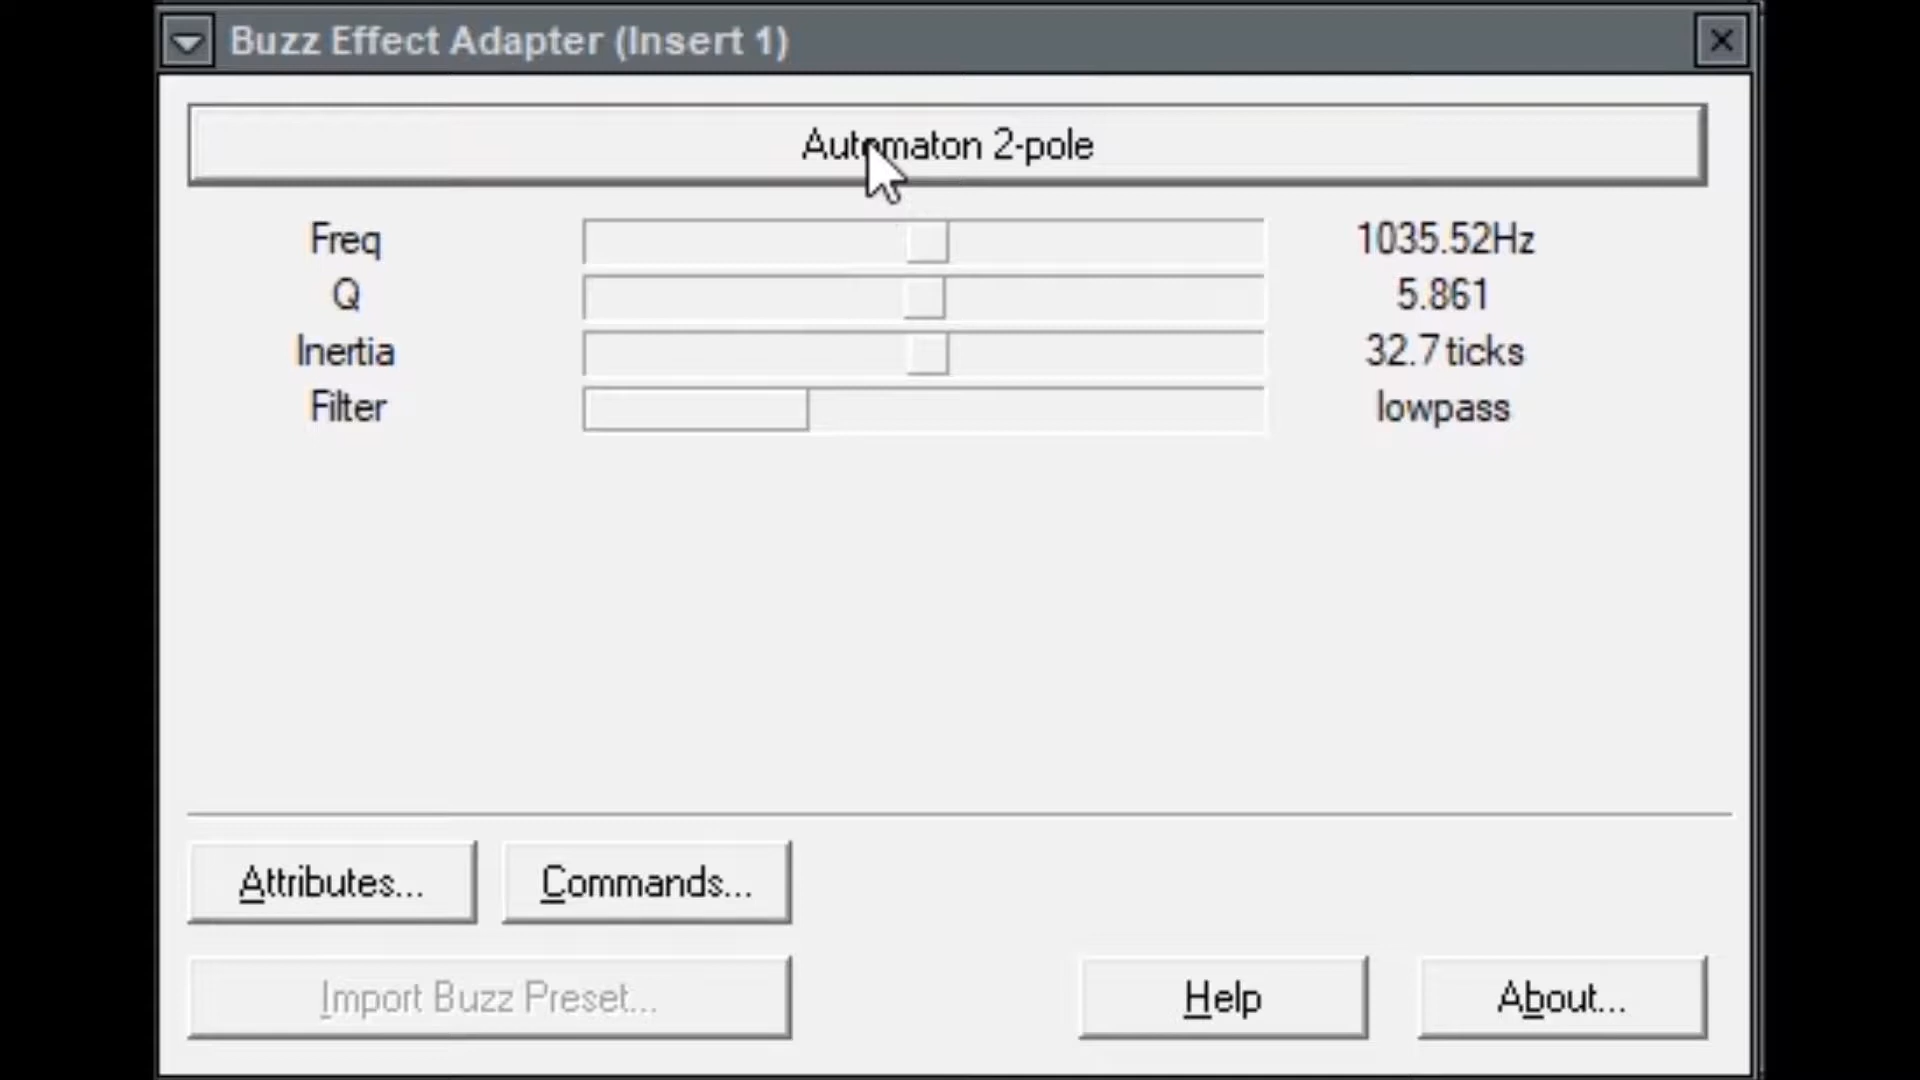 Buzz Effect Adapter (Insert 1)
Automaton 2-pole
Freq 1035.52Hz
Q 5.861
Inertia 32.7 ticks
Filter lowpass
Attributes... Commands...
Import Buzz Preset... Help About...